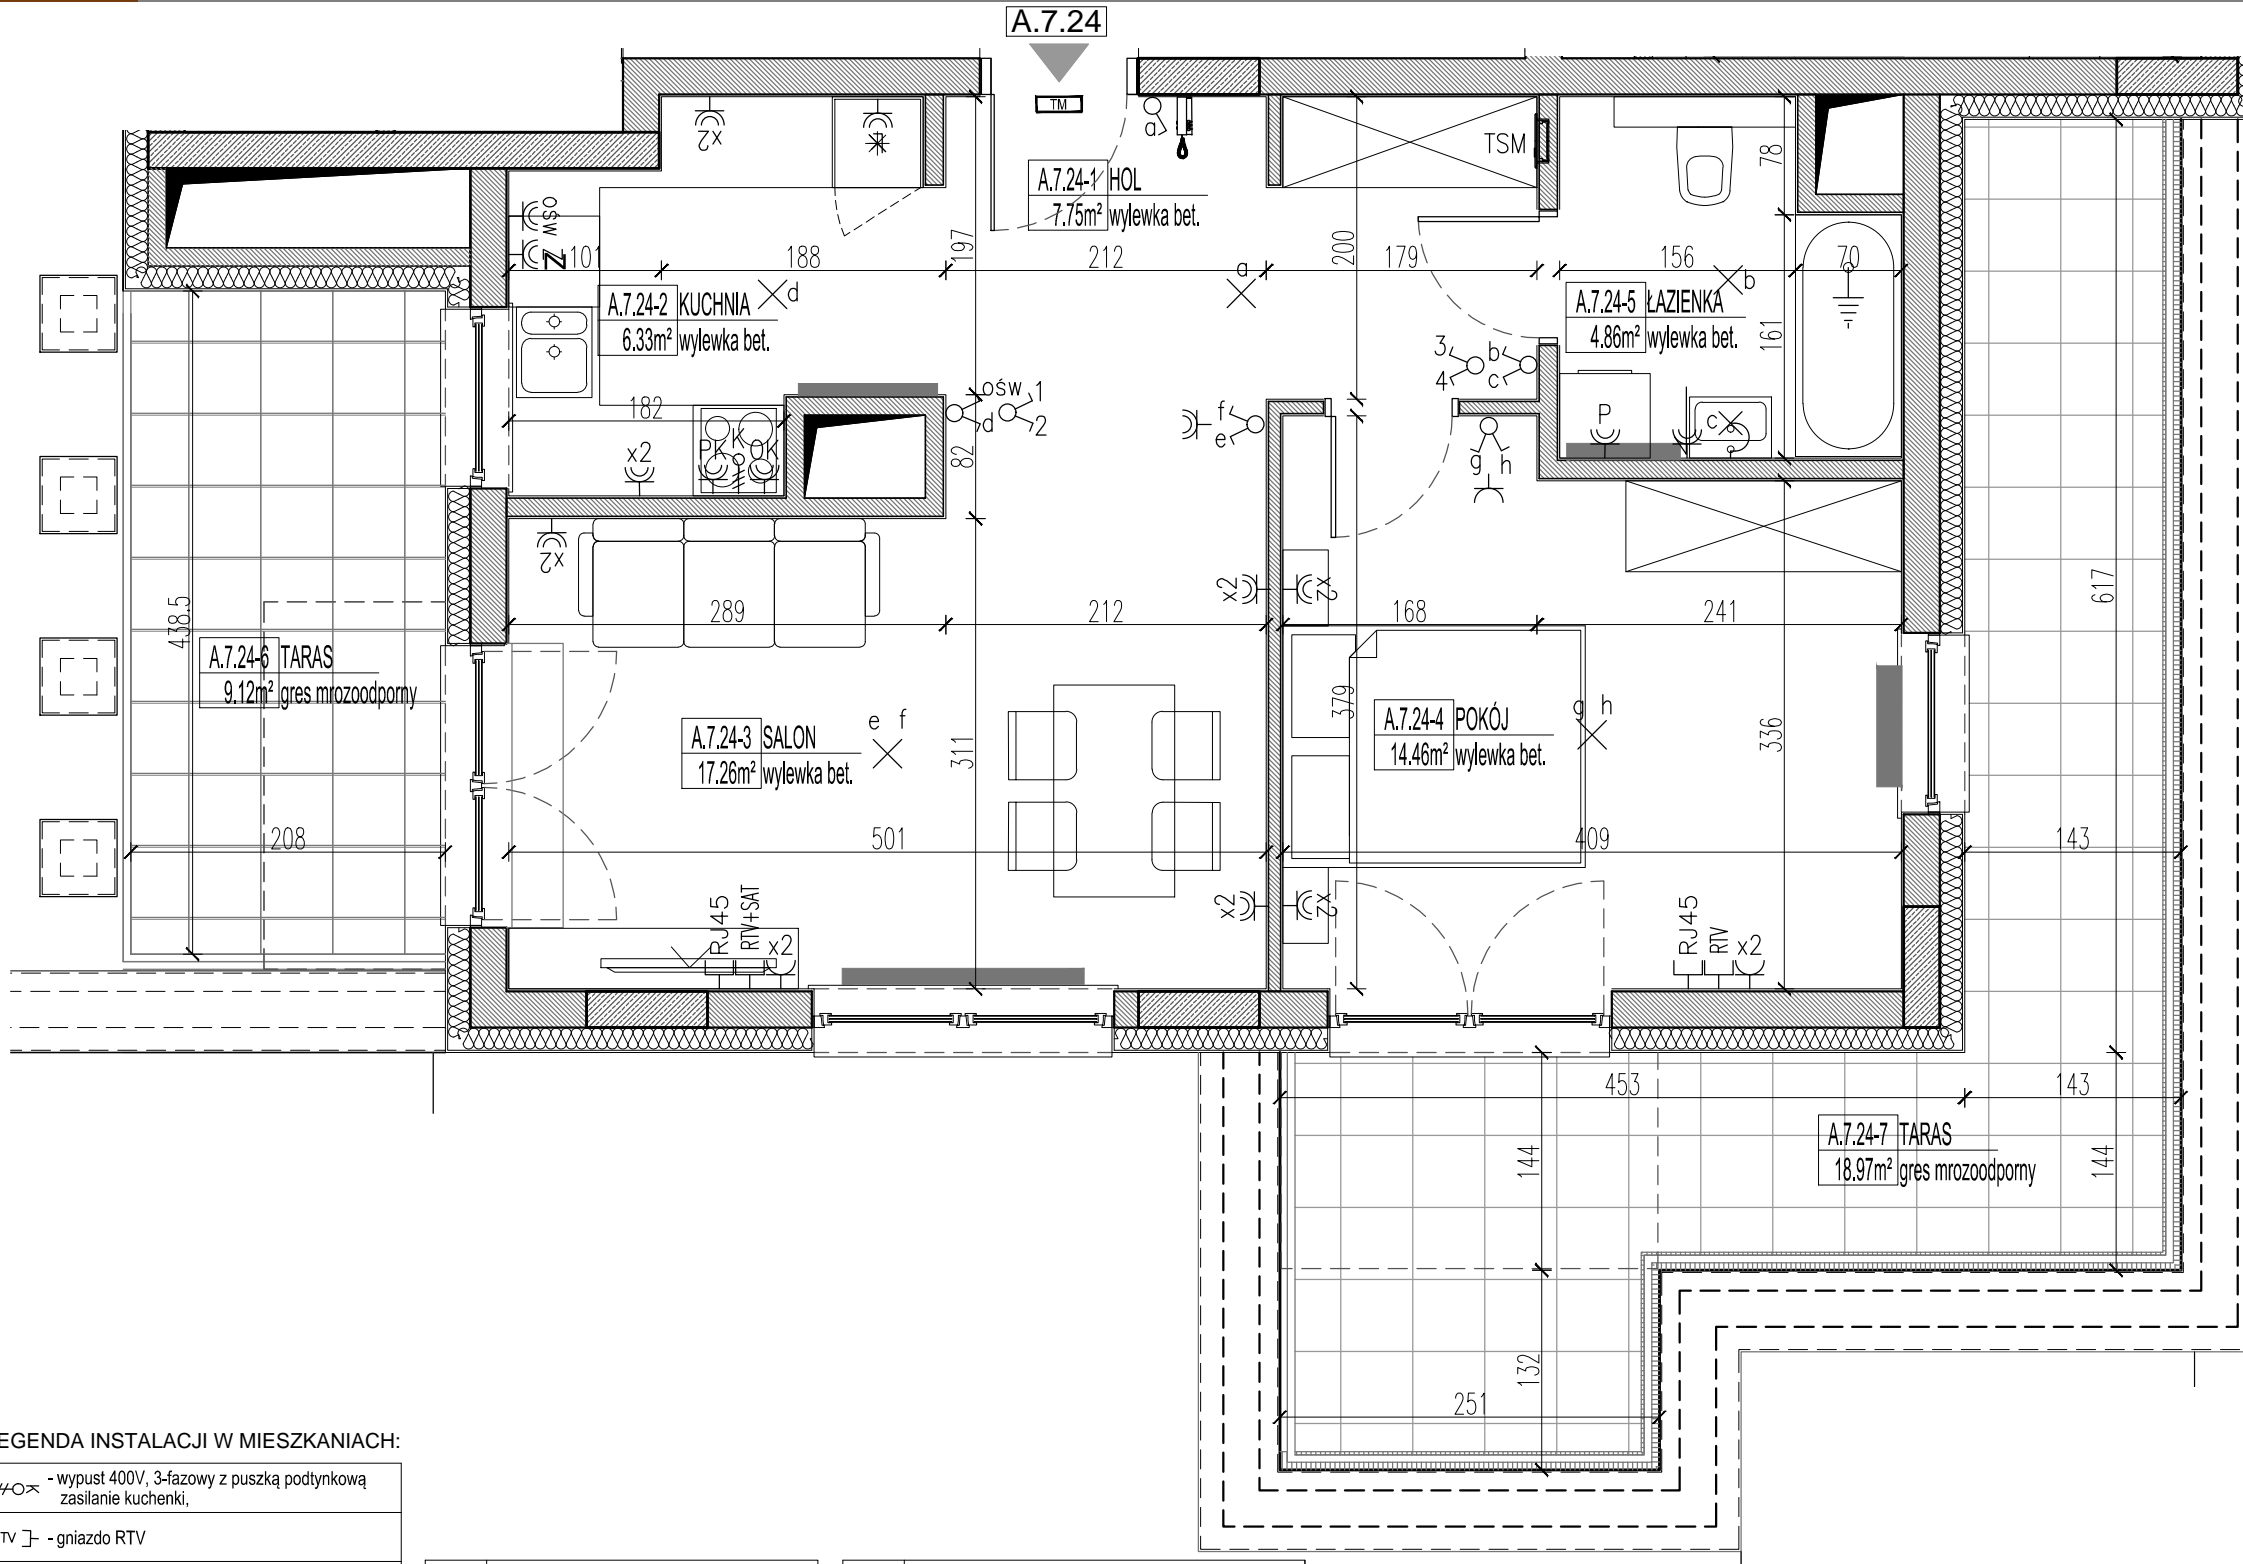 A.7.24
TM
x2
a
TSM
A.7.24-1 HOL
7.75m² wylewka bet.
78
ośw
Z
101
188
197
212
200
179
156
70
a
d
b
A.7.24-2 KUCHNIA
6.33m² wylewka bet.
A.7.24-5 ŁAZIENKA
4.86m² wylewka bet.
161
3
4
b
c
182
ośw
d
1
2
f
e
P
c
x2
PK
K
OK
82
g
h
x2
x2
x2
438.5
289
212
168
241
617
A.7.24-6 TARAS
9.12m² gres mrozoodporny
A.7.24-3 SALON
17.26m² wylewka bet.
e f
311
379
A.7.24-4 POKÓJ
14.46m² wylewka bet.
g h
336
208
501
409
143
RJ45
RTV+SAT
x2
x2
x2
RJ45
RTV
x2
453
143
144
A.7.24-7 TARAS
18.97m² gres mrozoodporny
144
132
251
EGENDA INSTALACJI W MIESZKANIACH:
K - wypust 400V, 3-fazowy z puszką podtynkową
zasilanie kuchenki,
TV - gniazdo RTV